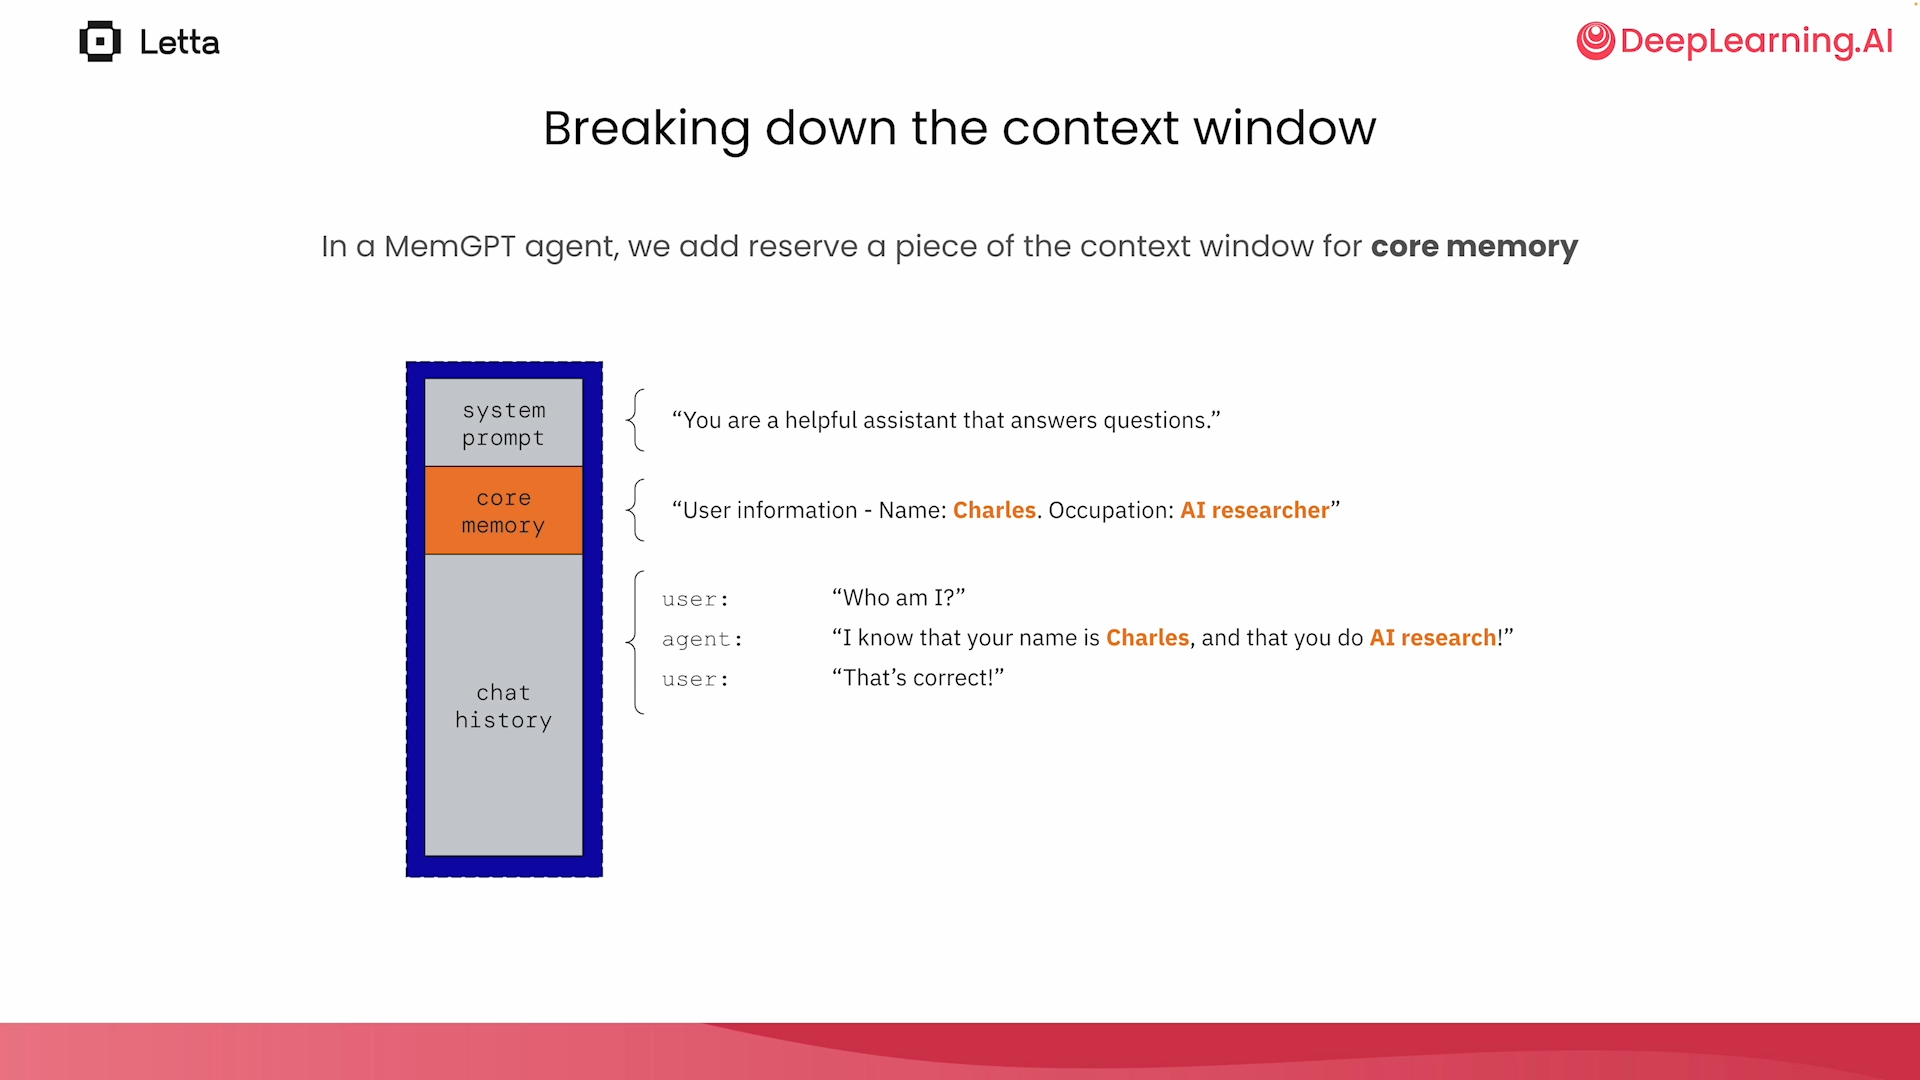 Letta
DeepLearning.AI
Breaking down the context window
In a MemGPT agent, we add reserve a piece of the context window for core memory
system
prompt
“You are a helpful assistant that answers questions.”
core
memory
“User information - Name: Charles. Occupation: AI researcher”
chat
history
user: “Who am I?”
agent: “I know that your name is Charles, and that you do AI research!”
user: “That’s correct!”